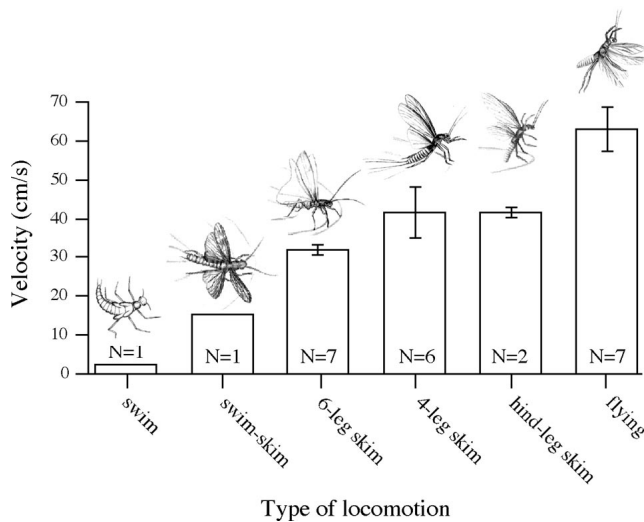 70
60
50
40
30
20
10
0
Velocity (cm/s)
N=1
N=1
N=7
N=6
N=2
N=7
swim
swim-skim
6-leg skim
4-leg skim
hind-leg skim
flying
Type of locomotion